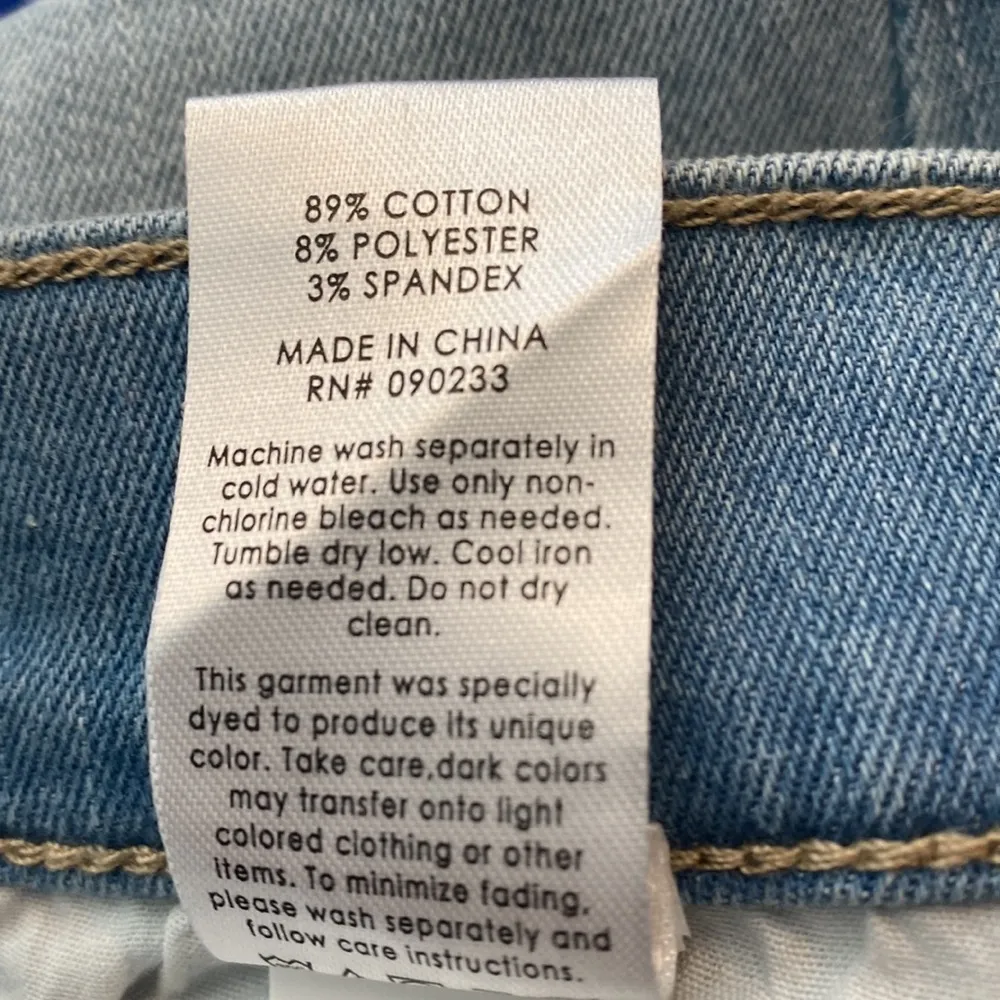 89% COTTON
8% POLYESTER
3% SPANDEX
MADE IN CHINA
RN# 090233
Machine wash separately in
cold water. Use only non-
chlorine bleach as needed.
Tumble dry low. Cool iron
as needed. Do not dry
clean.
This garment was specially
dyed to produce its unique
color. Take care,dark colors
may transfer onto light
colored clothing or other
items. To minimize fading,
please wash separately and
follow care instructions.